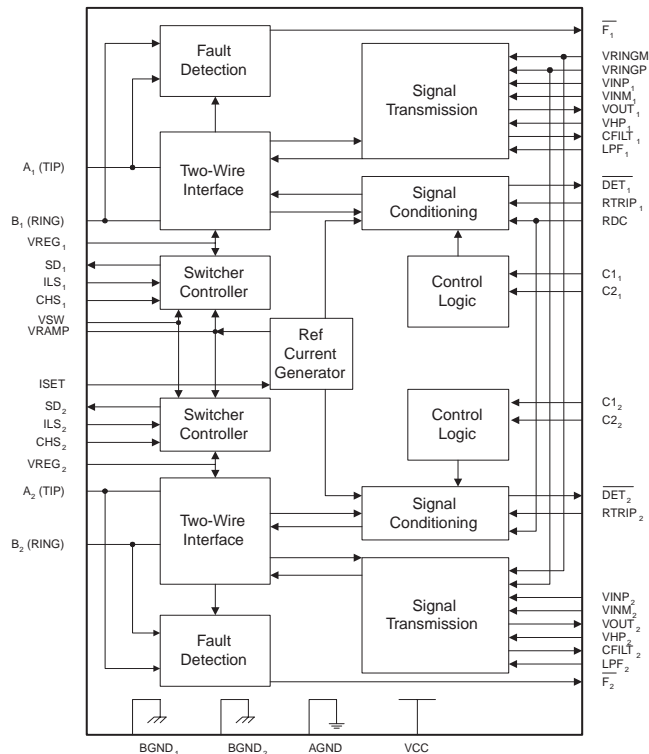 F₁
VRINGM
VRINGP
VINP₁
VINM₁
VOUT₁
VHP₁
CFILT₁
LPF₁
Fault
Detection
Signal
Transmission
A₁ (TIP)
Two-Wire
Interface
Signal
Conditioning
DET₁
RTRIP₁
RDC
B₁ (RING)
VREG₁
SD₁
ILS₁
CHS₁
VSW
VRAMP
Switcher
Controller
Control
Logic
C1₁
C2₁
Ref
Current
Generator
ISET
SD₂
ILS₂
CHS₂
VREG₂
Switcher
Controller
Control
Logic
C1₂
C2₂
A₂ (TIP)
B₂ (RING)
Two-Wire
Interface
Signal
Conditioning
DET₂
RTRIP₂
Fault
Detection
Signal
Transmission
VINP₂
VINM₂
VOUT₂
VHP₂
CFILT₂
LPF₂
F₂
BGND₁
BGND₂
AGND
VCC